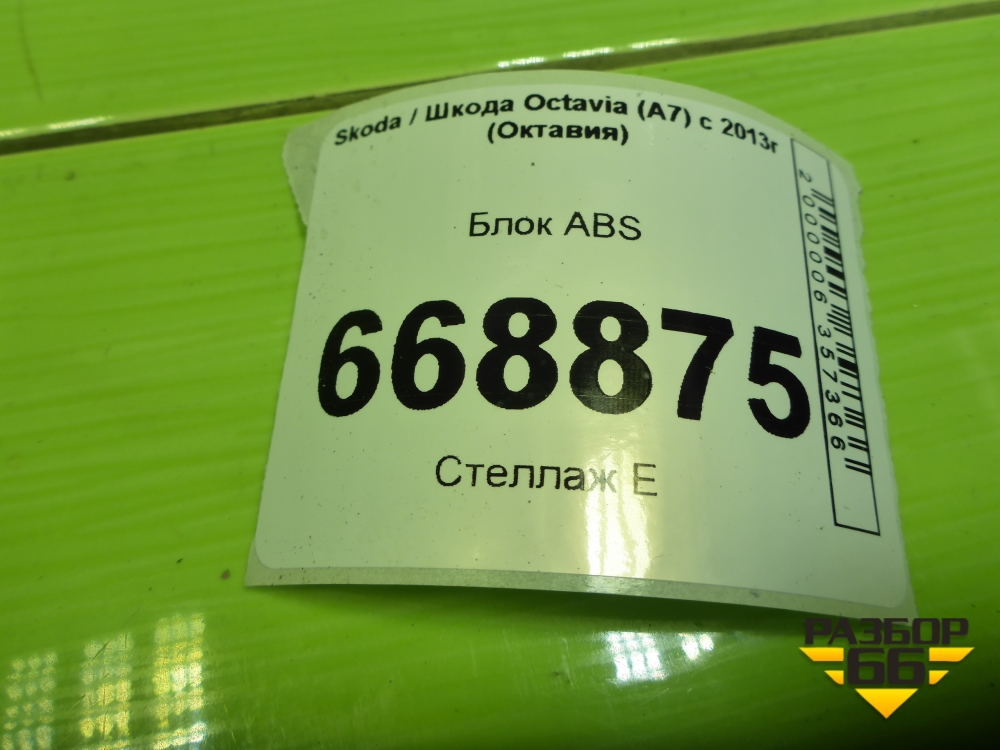 Skoda / Шкода Octavia (A7) с 2013г
(Октавия)
Блок ABS
668875
Стеллаж Е
2000006357366
РАЗБОР
66